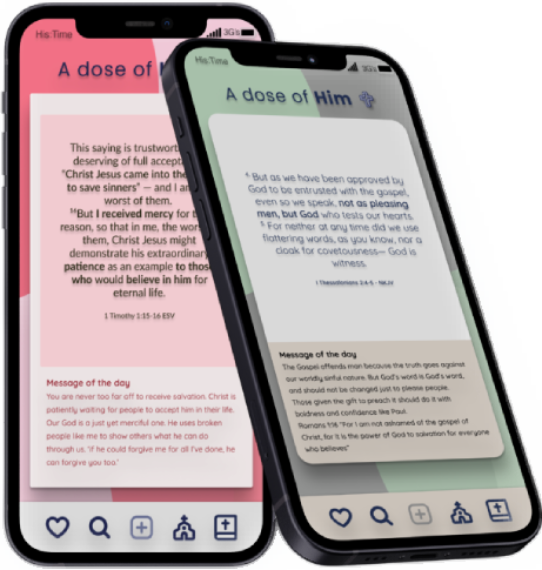 His:Time
3G's
A dose of
This saying is trustwort
deserving of full accept
"Christ Jesus came into the
to save sinners" — and I a
worst of them.
16But I received mercy for t
reason, so that in me, the wor
them, Christ Jesus might
demonstrate his extraordinary
patience as an example to those
who would believe in him for
eternal life.
1 Timothy 1:15-16 ESV
Message of the day
You are never too far off to receive salvation. Christ is
patiently waiting for people to accept him in their life.
Our God is a just yet merciful one. He uses broken
people like me to show others what he can do
through us. 'If he could forgive me for all I've done, he
can forgive you too.'
His:Time
3G's
A dose of Him
4 But as we have been approved by
God to be entrusted with the gospel,
even so we speak, not as pleasing
men, but God who tests our hearts.
5 For neither at any time did we use
flattering words, as you know, nor a
cloak for covetousness— God is
witness.
1 Thessalonians 2:4-5 - NKJV
Message of the day
The Gospel offends man because the truth goes against
our worldly sinful nature. But God's word is God's word,
and should not be changed just to please people.
Those given the gift to preach it should do it with
boldness and confidence like Paul.
Romans 1:16 "For I am not ashamed of the gospel of
Christ, for it is the power of God to salvation for everyone
who believes"